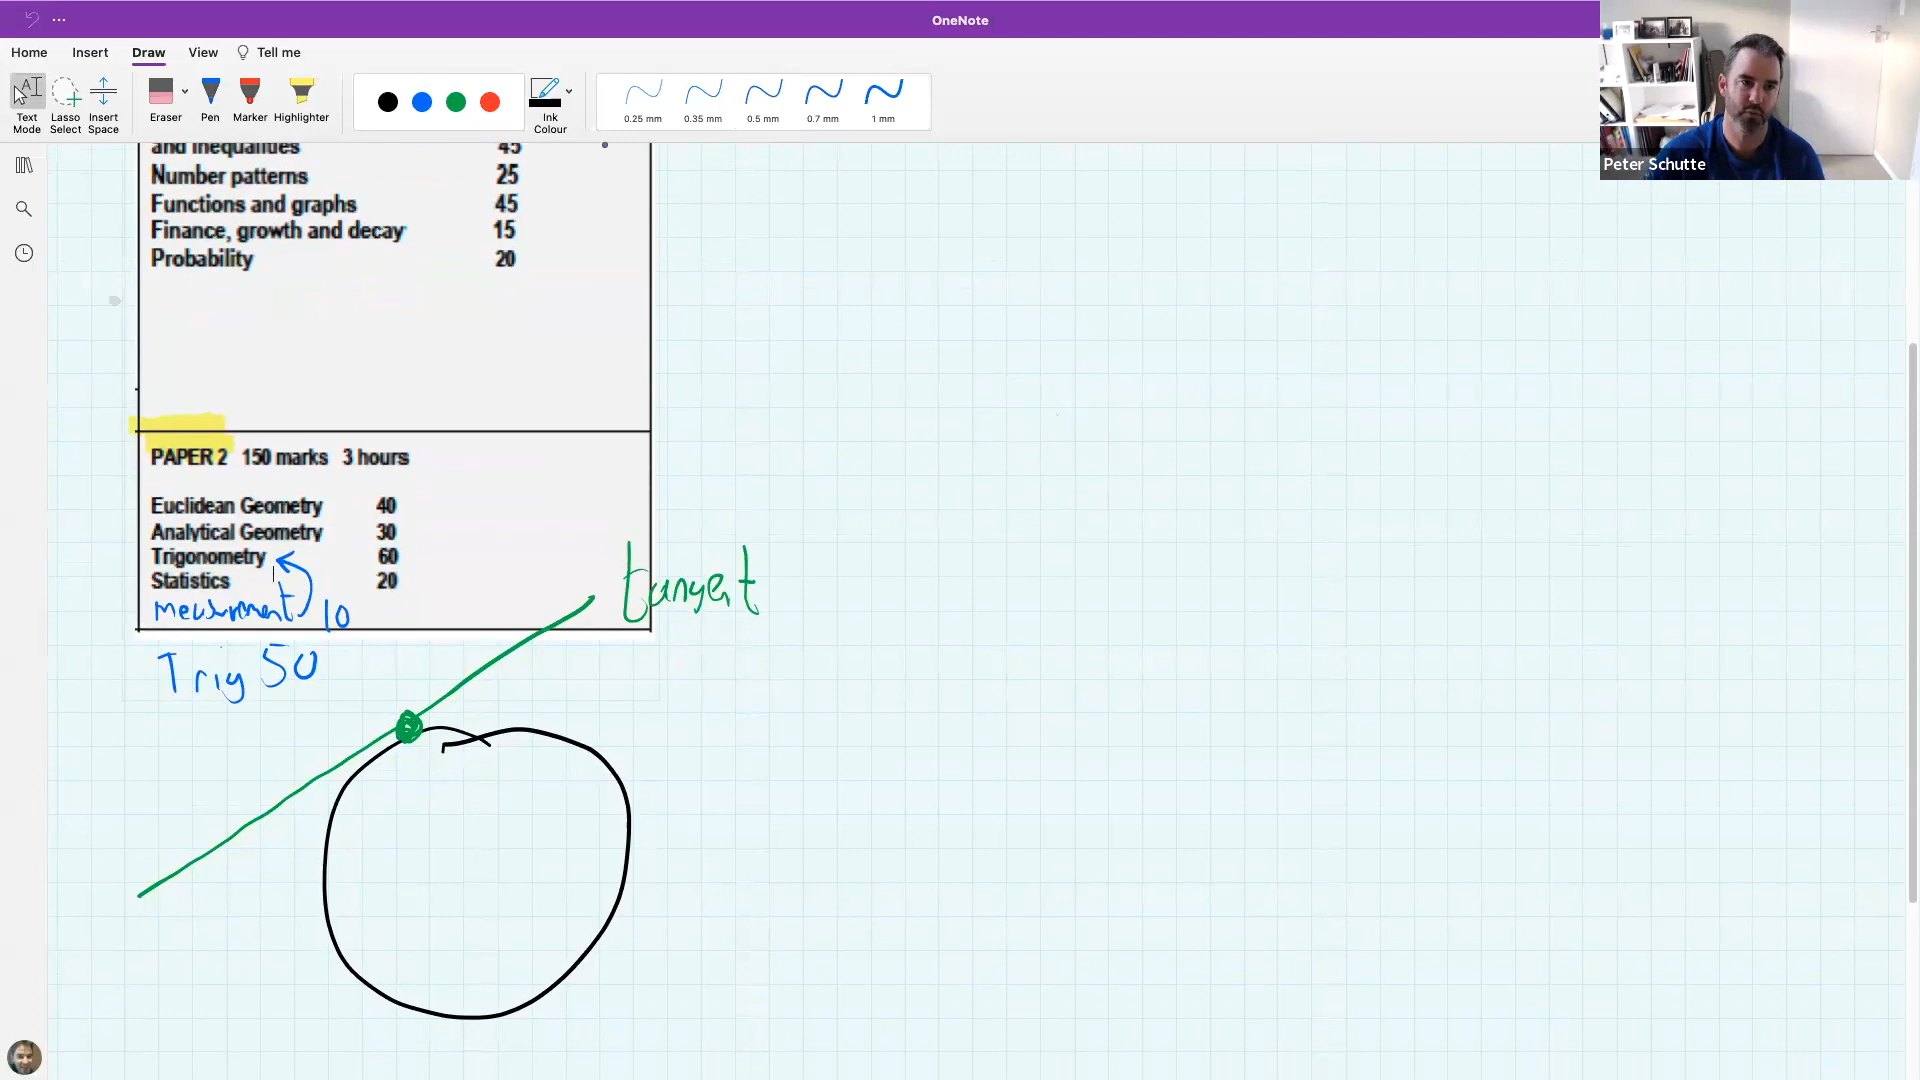 OneNote
Home Insert Draw View Tell me
Text Mode
Lasso Select
Insert Space
Eraser
Pen
Marker
Highlighter
Ink Colour
0.25 mm 0.35 mm 0.5 mm 0.7 mm 1 mm
Peter Schutte
and inequalities 45
Number patterns 25
Functions and graphs 45
Finance, growth and decay 15
Probability 20
PAPER 2 150 marks 3 hours
Euclidean Geometry 40
Analytical Geometry 30
Trigonometry 60
Statistics 20
10
Trig 50